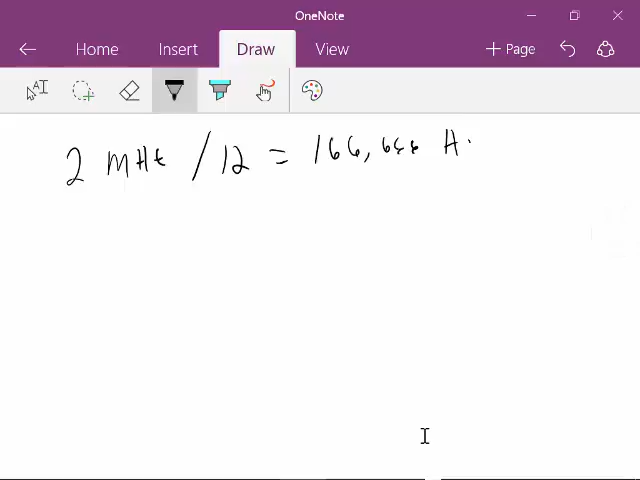 OneNote
Home Insert Draw View + Page
2 MHz / 12 = 166,666 H